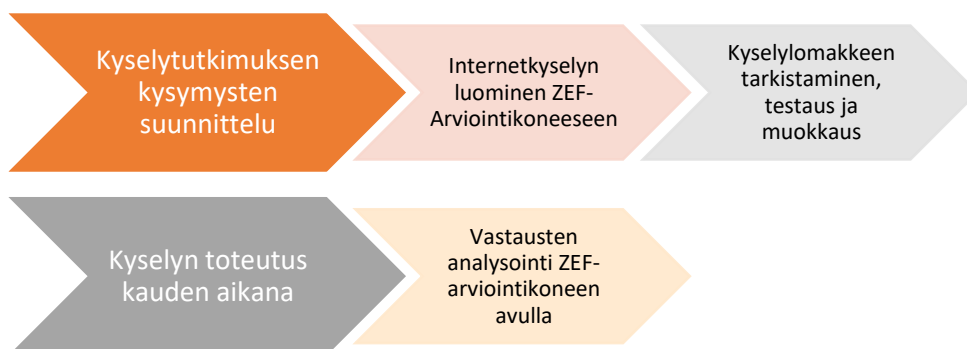 Kyselytutkimuksen
kysymysten
suunnittelu
Internetkyselyn
luominen ZEF-
Arviointikoneeseen
Kyselylomakkeen
tarkistaminen,
testaus ja
muokkaus
Kyselyn toteutus
kauden aikana
Vastausten
analysointi ZEF-
arviointikoneen
avulla